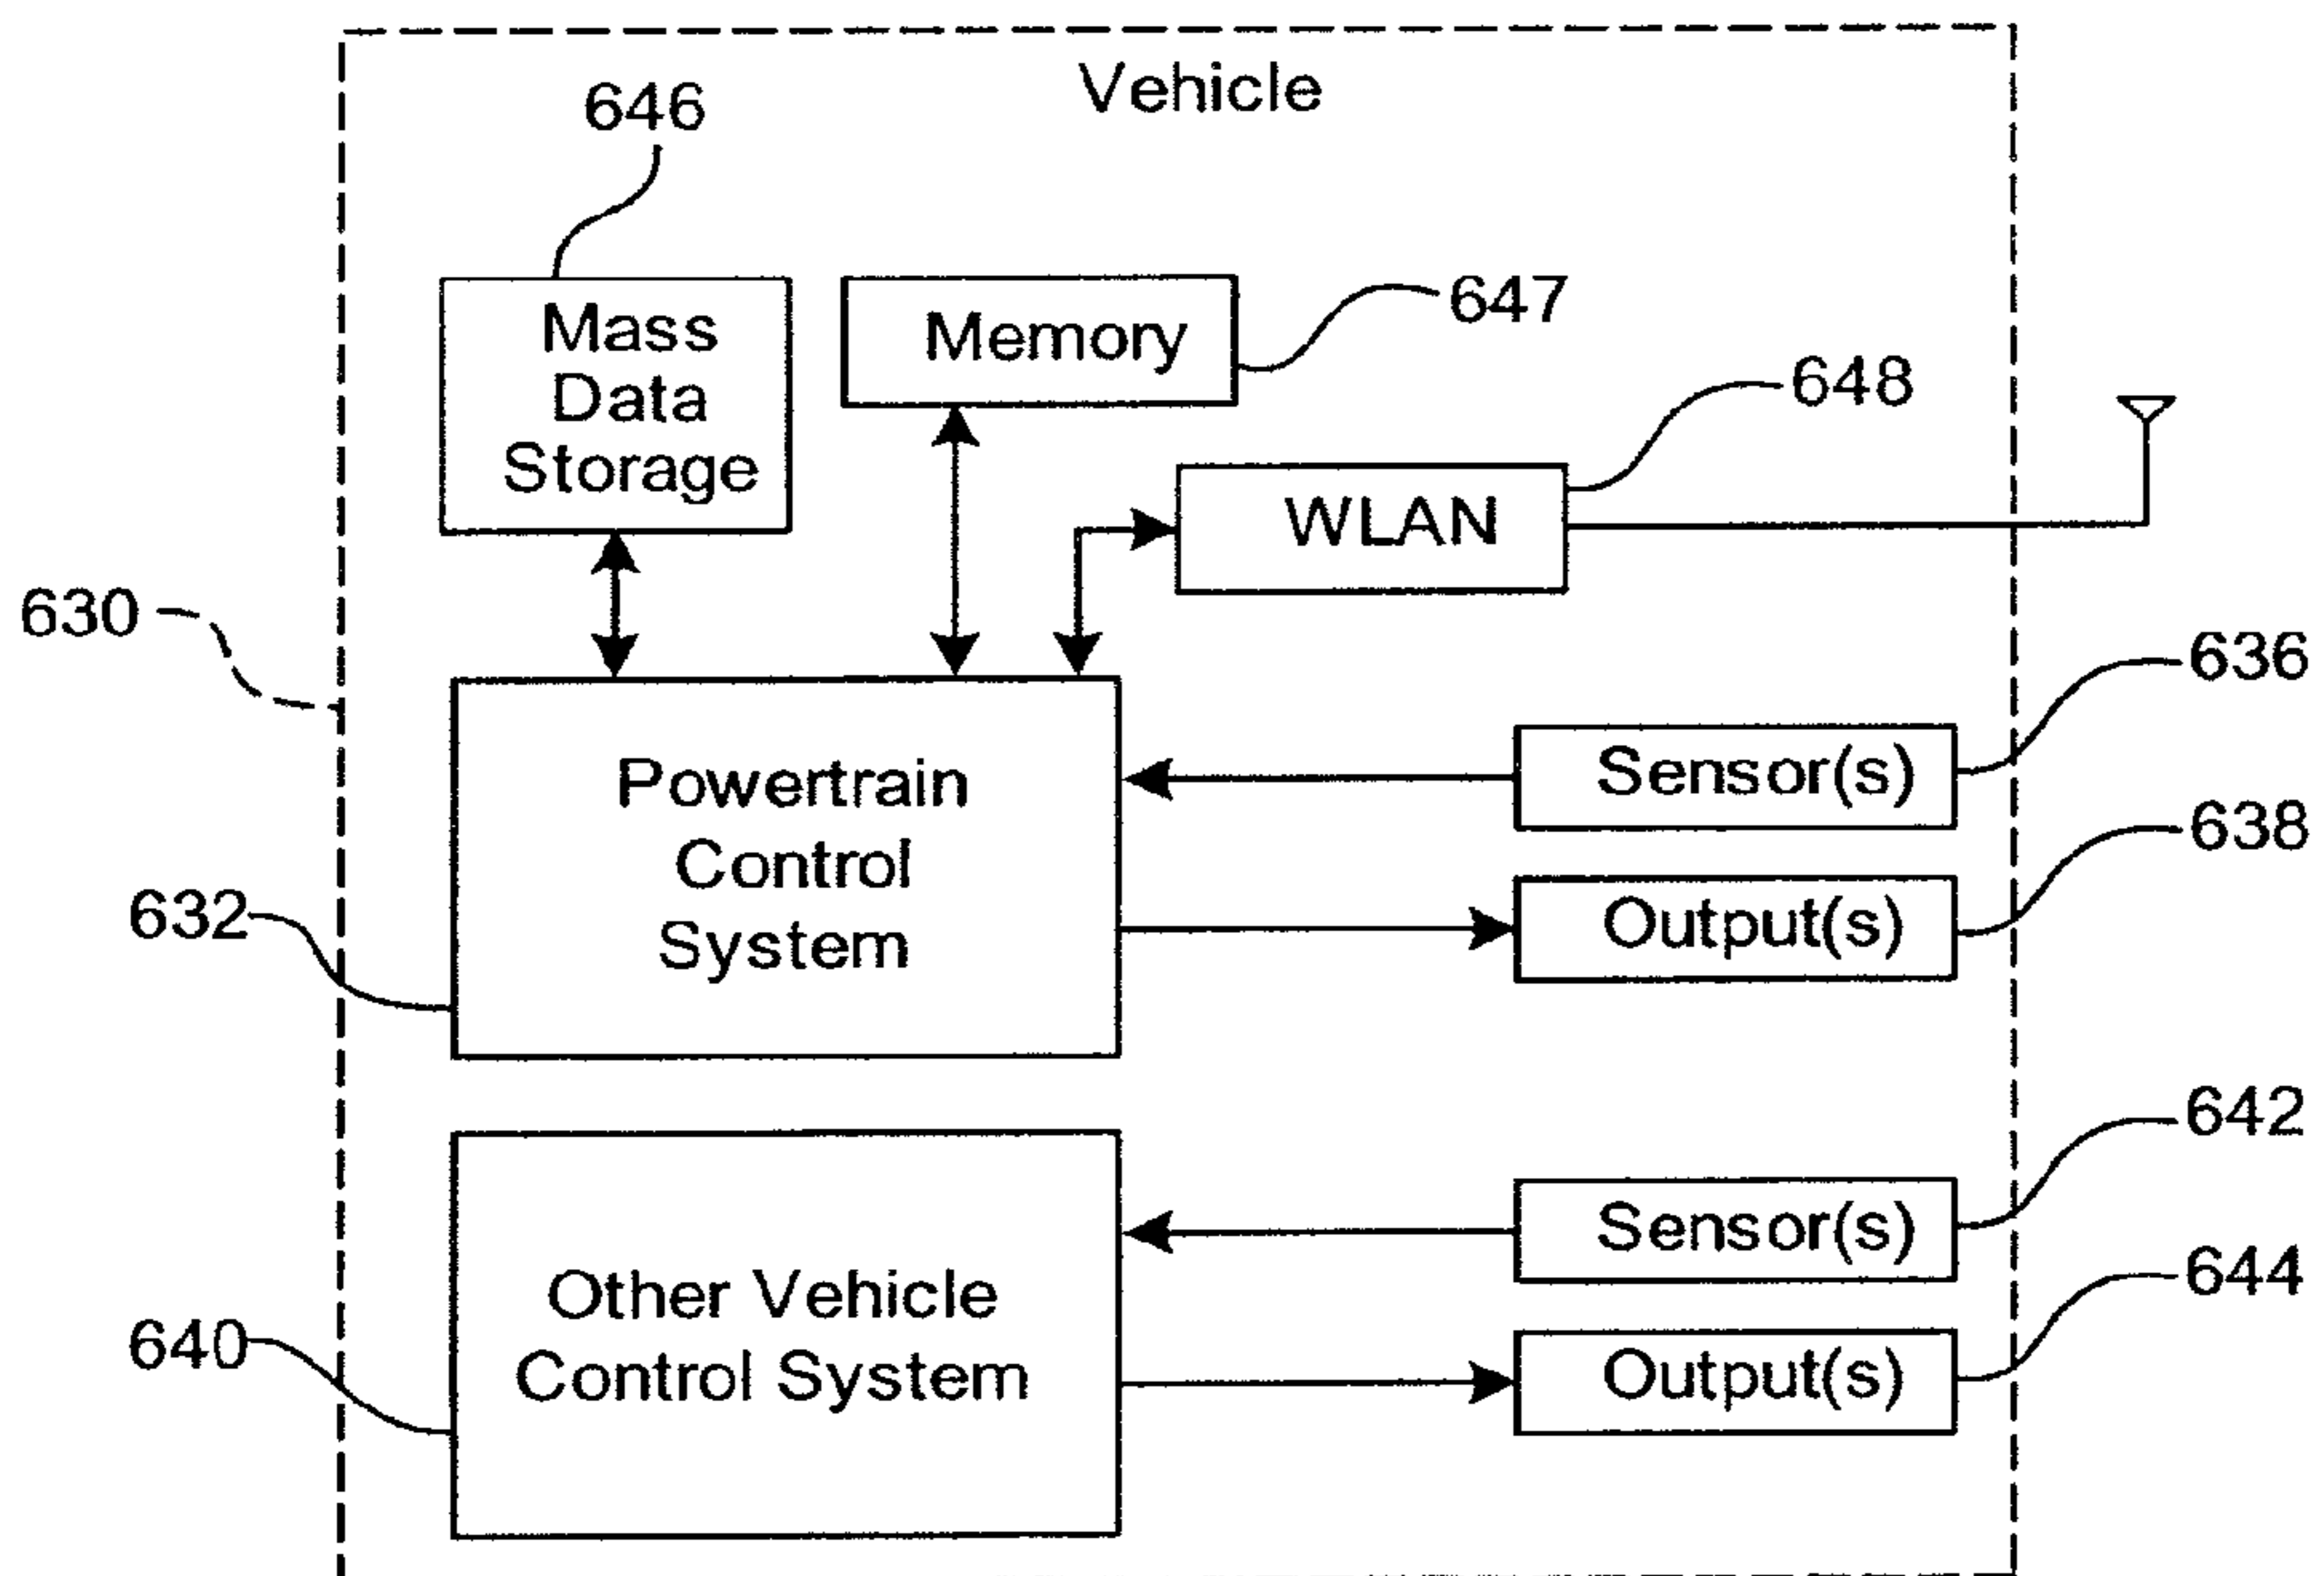 Vehicle
646
Mass
Data
Storage
Memory
647
648
WLAN
630
636
Sensor(s)
Powertrain
Control
System
638
Output(s)
632
642
Sensor(s)
Other Vehicle
Control System
644
Output(s)
640